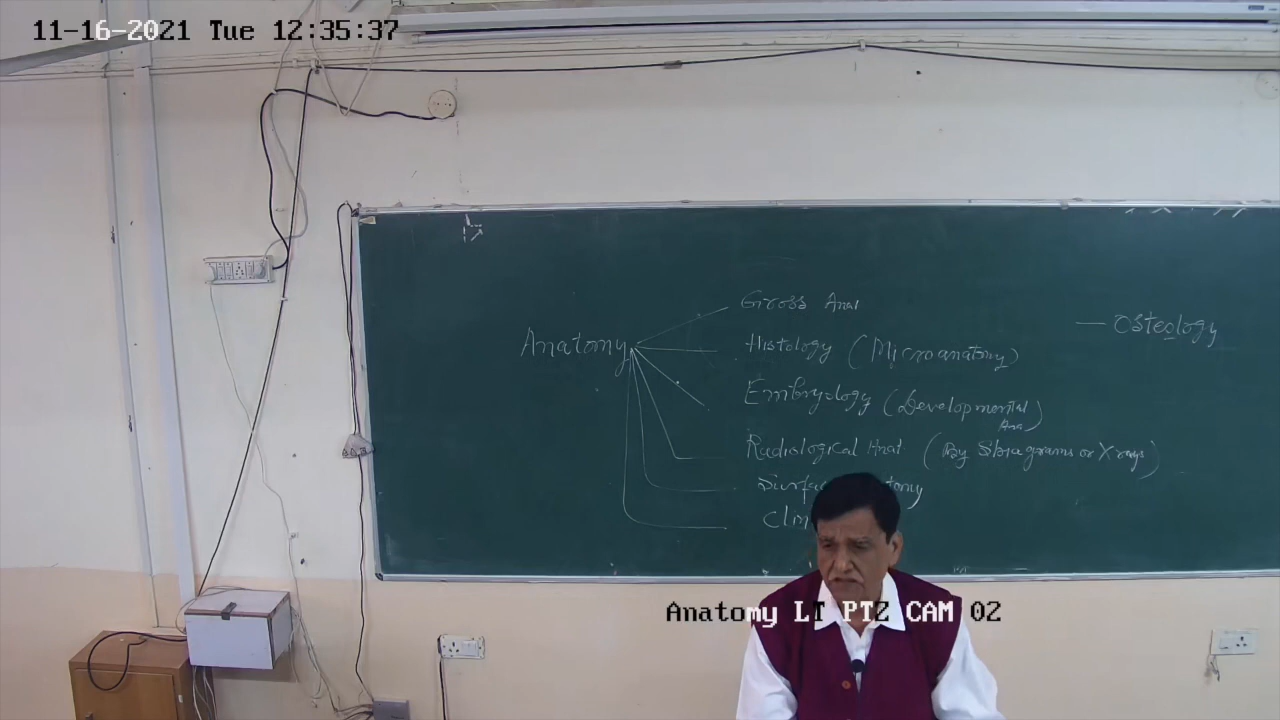 11-16-2021 Tue 12:35:37
Gross Anat
Osteology
Anatomy
Histology (Microanatomy)
Embryology (Developmental
Ana)
Radiological Anat. (By Skiagrams or X rays)
Anatomy LT PTZ CAM 02